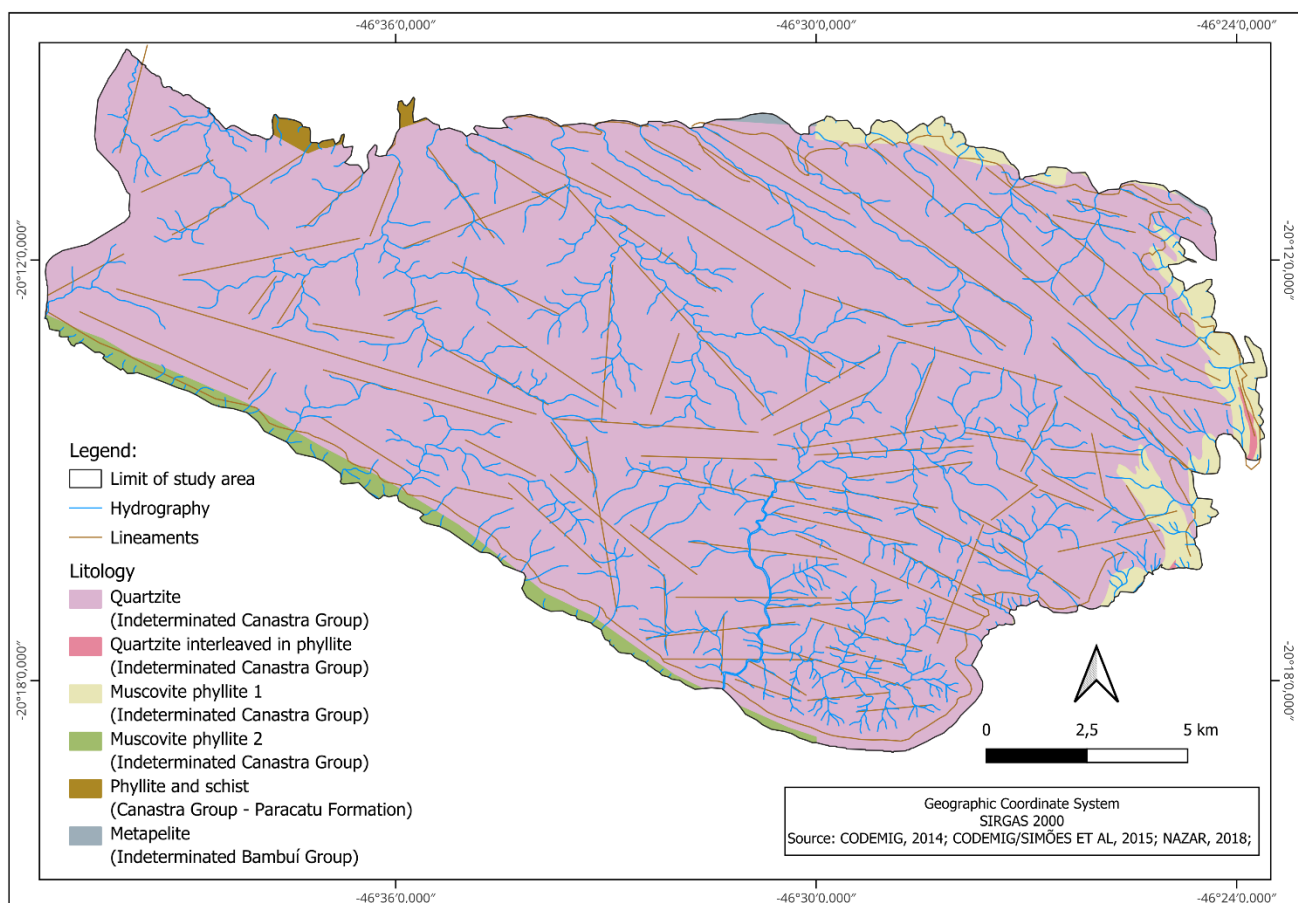 -46°36'0,000"
-46°30'0,000"
-46°24'0,000"
-20°12'0,000"
-20°12'0,000"
Legend:
Limit of study area
Hydrography
Lineaments
Litology
Quartzite
(Indeterminated Canastra Group)
Quartzite interleaved in phyllite
(Indeterminated Canastra Group)
Muscovite phyllite 1
(Indeterminated Canastra Group)
Muscovite phyllite 2
(Indeterminated Canastra Group)
Phyllite and schist
(Canastra Group - Paracatu Formation)
Metapelite
(Indeterminated Bambuí Group)
-20°18'0,000"
-20°18'0,000"
0 2,5 5 km
Geographic Coordinate System
SIRGAS 2000
Source: CODEMIG, 2014; CODEMIG/SIMÕES ET AL, 2015; NAZAR, 2018;
-46°36'0,000"
-46°30'0,000"
-46°24'0,000"